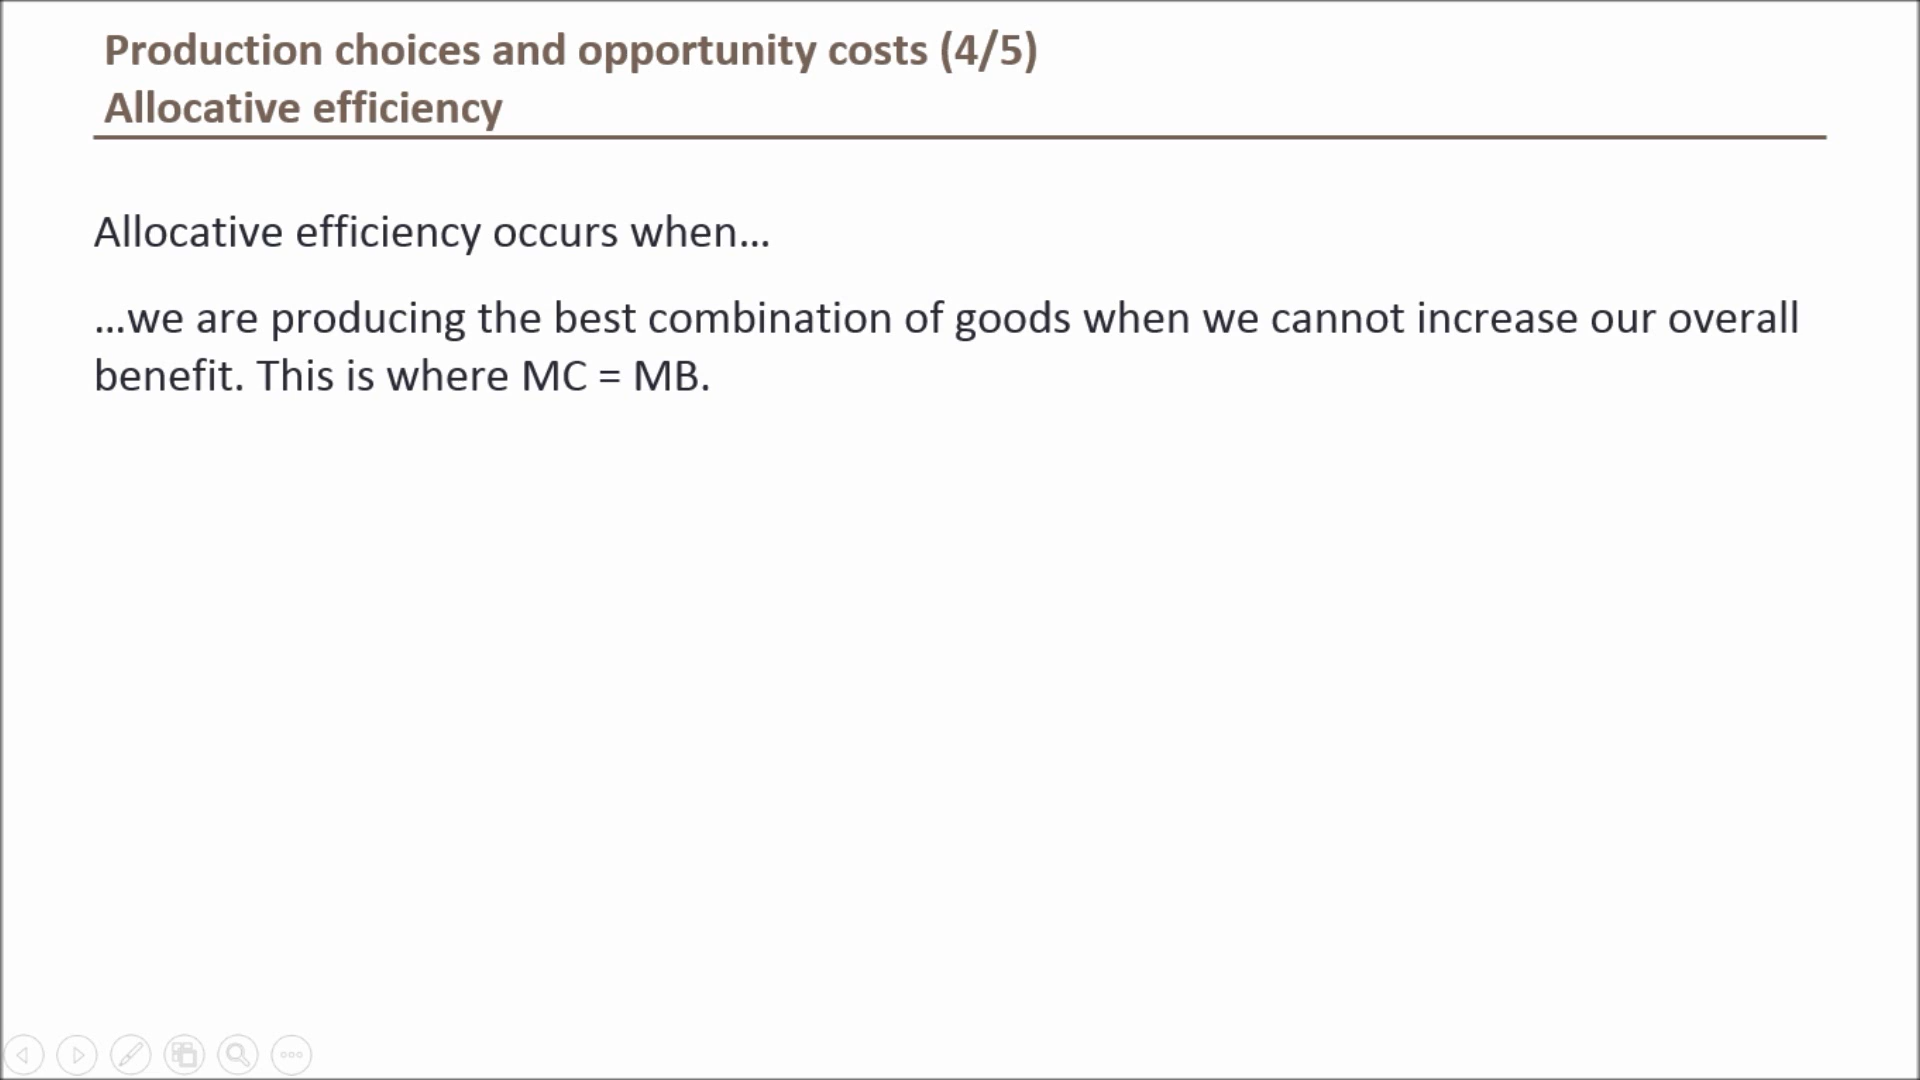 Production choices and opportunity costs (4/5)
Allocative efficiency
Allocative efficiency occurs when…
…we are producing the best combination of goods when we cannot increase our overall
benefit. This is where MC = MB.